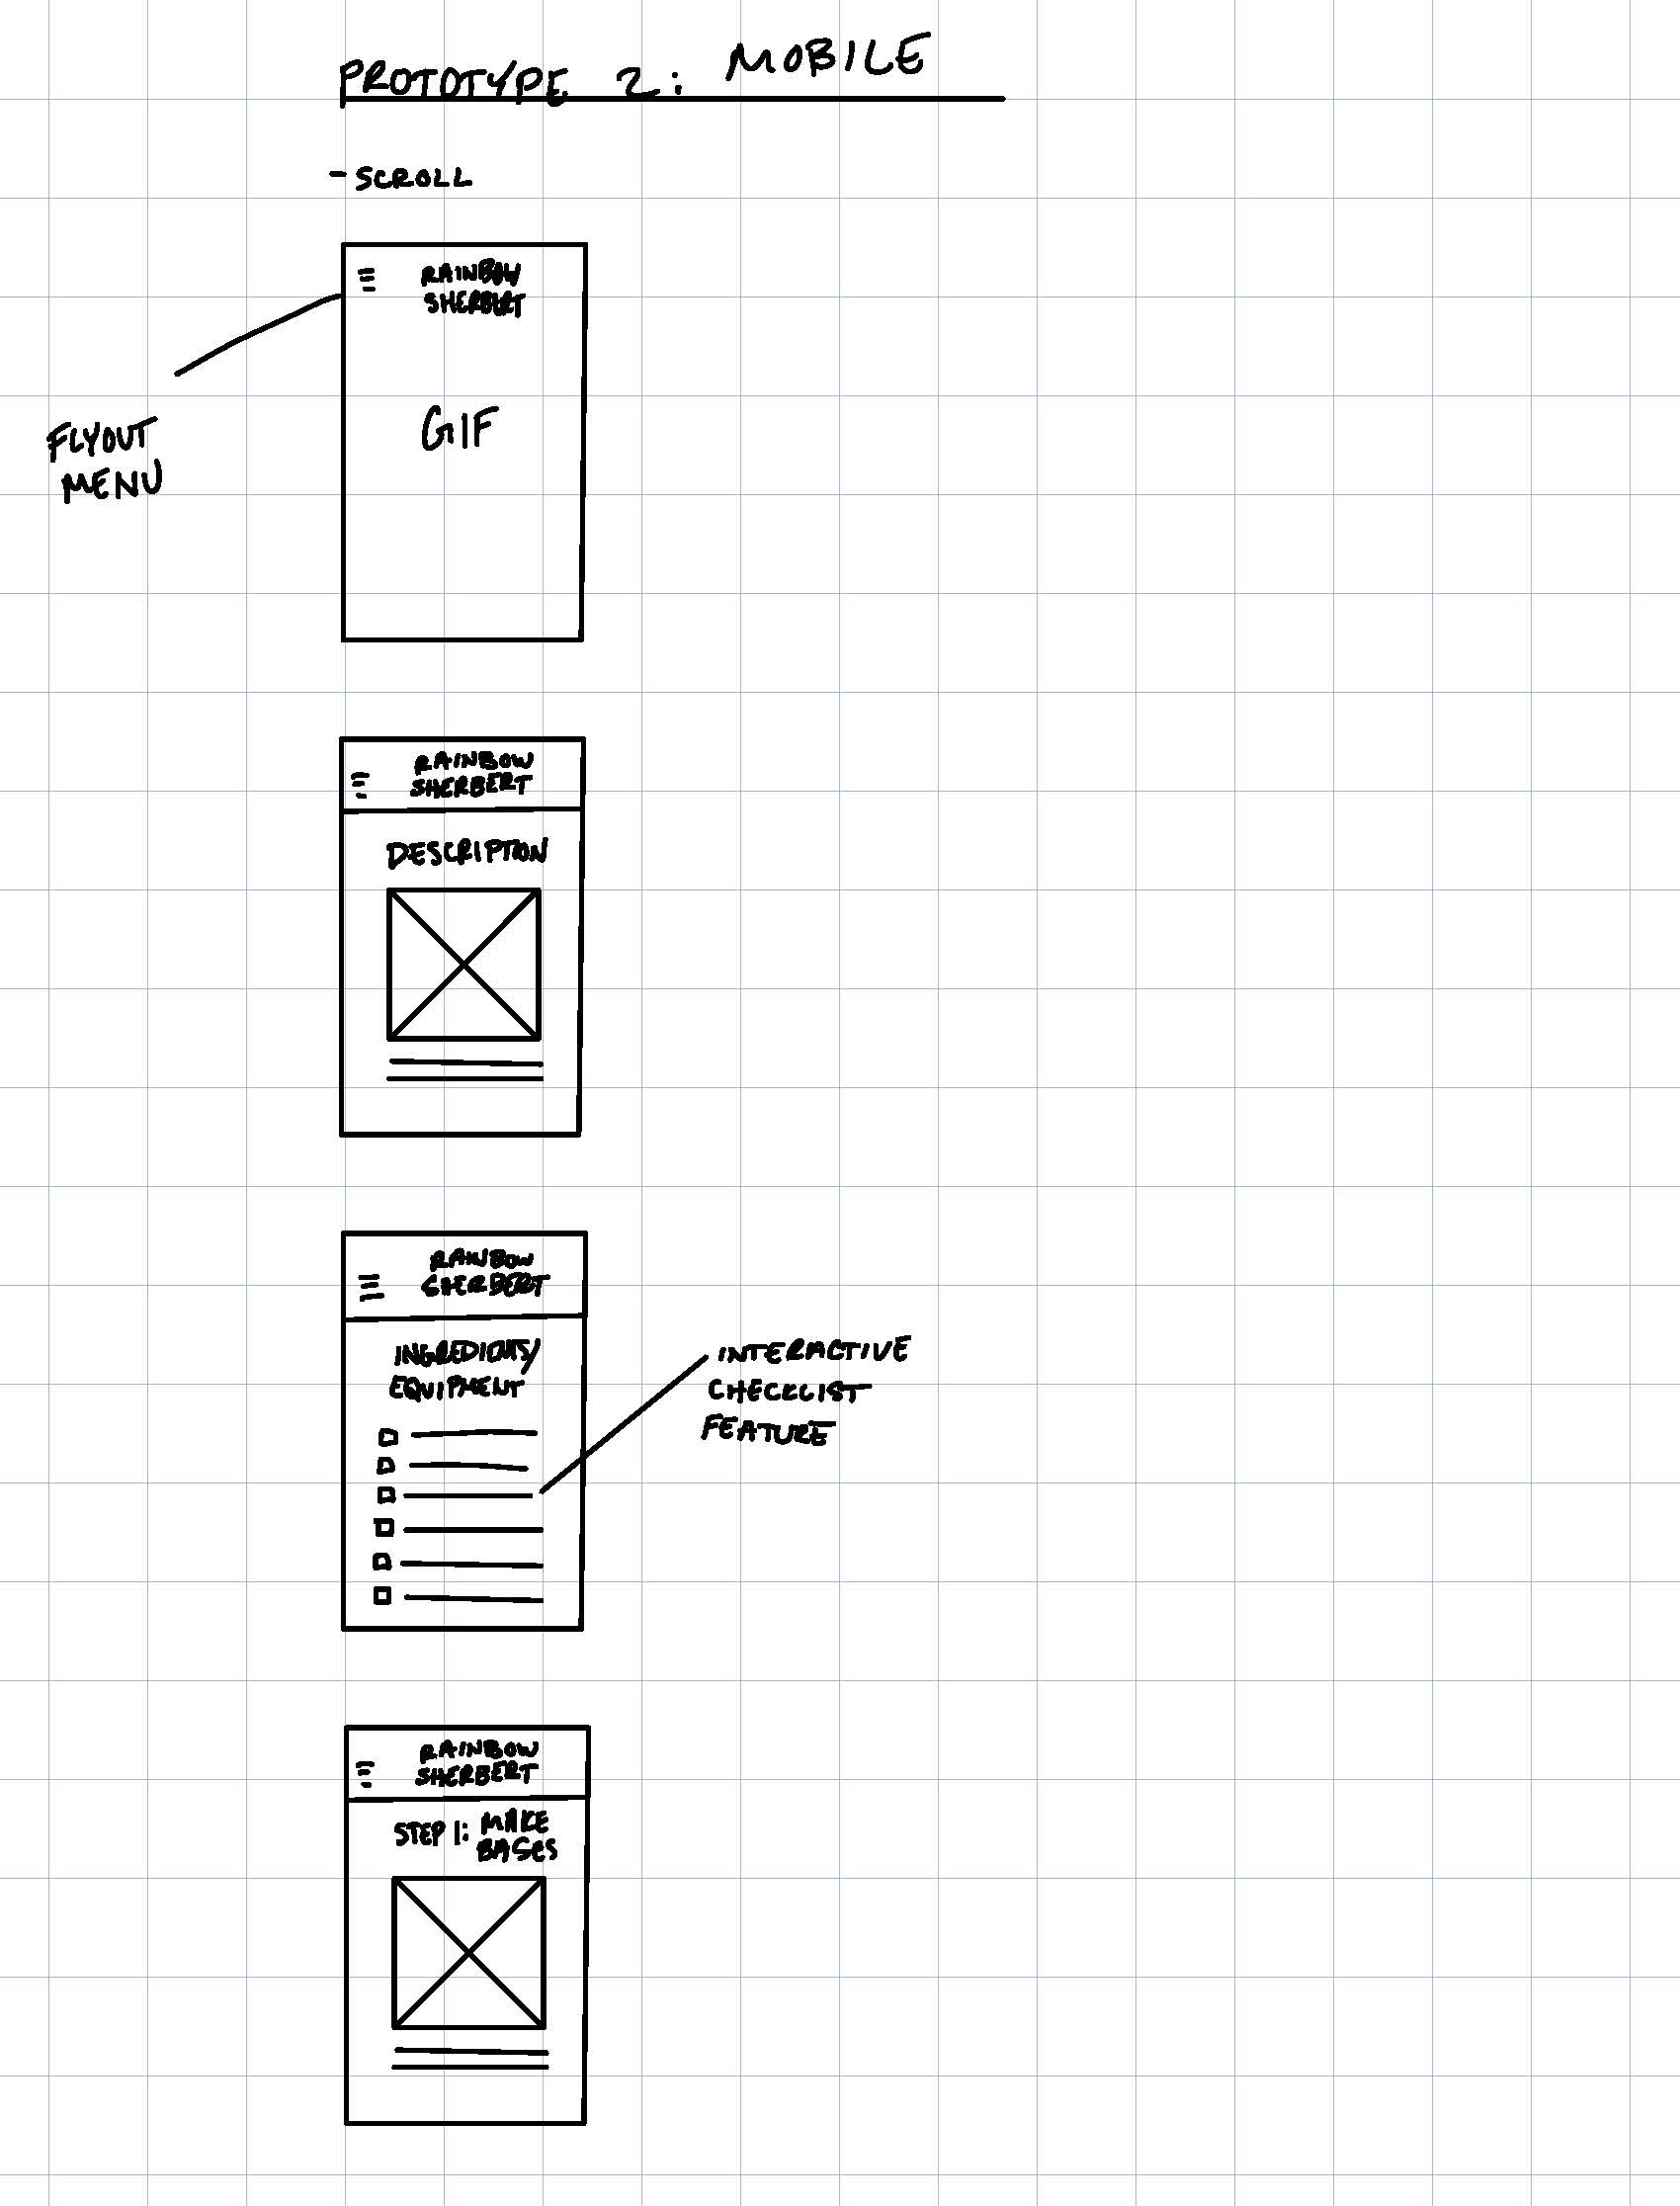 PROTOTYPE 2: MOBILE
- SCROLL
RAINBOW
SHERBERT
GIF
FLYOUT
MENU
RAINBOW
SHERBERT
DESCRIPTION
RAINBOW
SHERBERT
INGREDIENTS/
EQUIPMENT
INTERACTIVE
CHECKLIST
FEATURE
RAINBOW
SHERBERT
STEP 1: MAKE
BASES